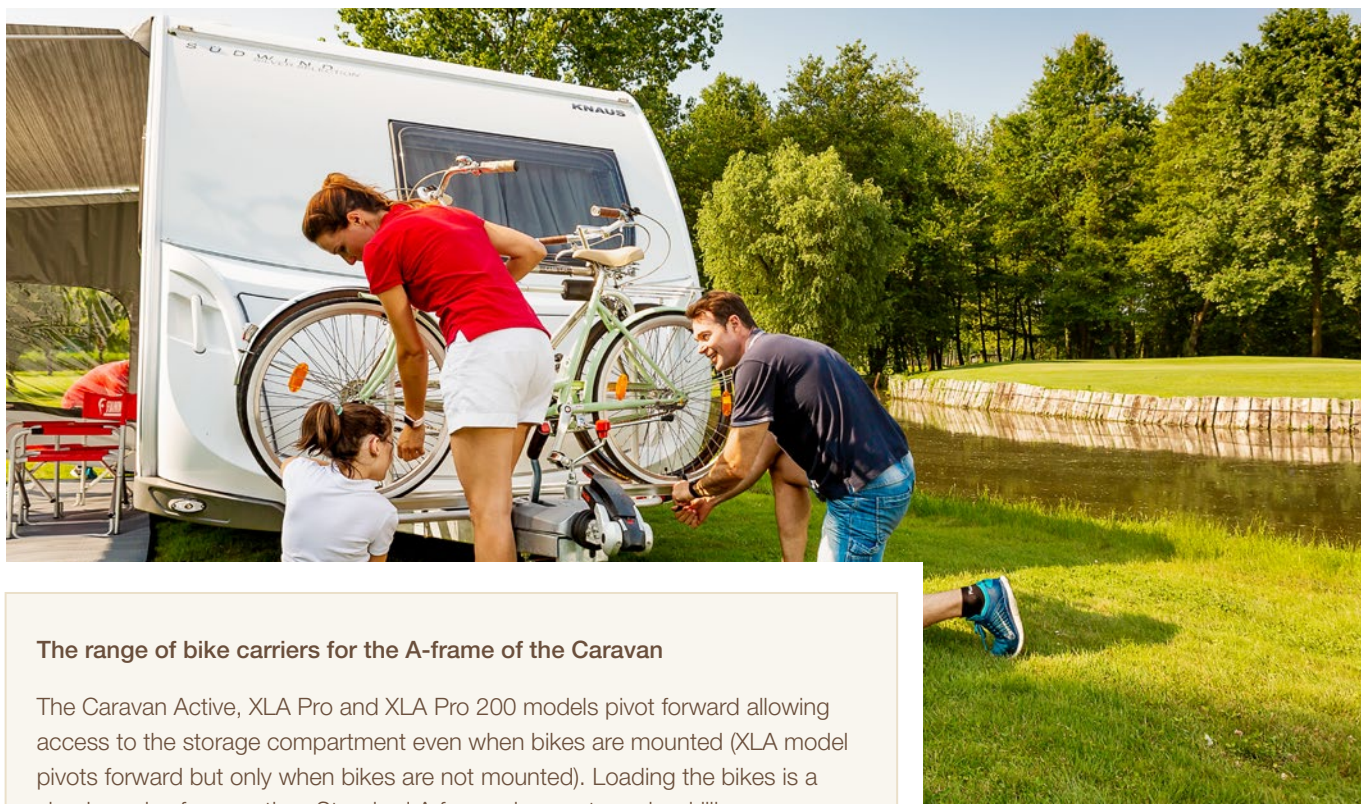 SÜDWIND
SILVER SELECTION
KNAUS
The range of bike carriers for the A-frame of the Caravan
The Caravan Active, XLA Pro and XLA Pro 200 models pivot forward allowing
access to the storage compartment even when bikes are mounted (XLA model
pivots forward but only when bikes are not mounted). Loading the bikes is a